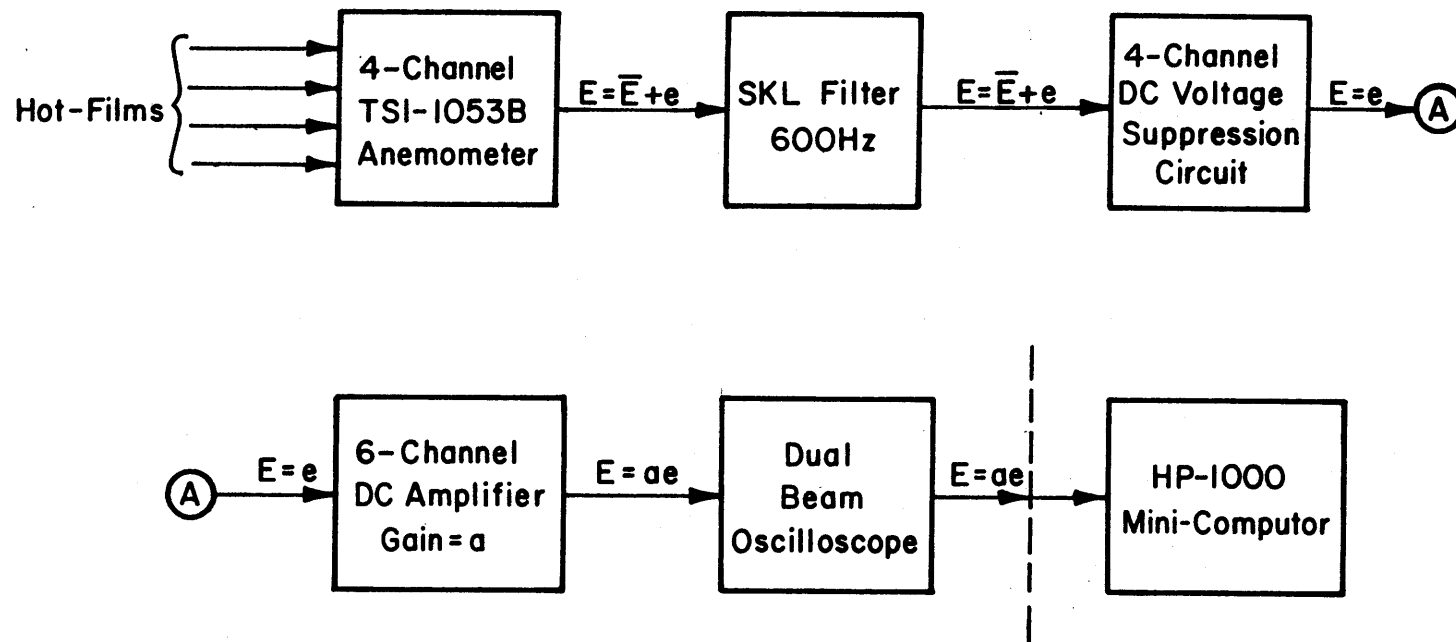 Hot-Films
4-Channel
TSI-1053B
Anemometer
E=E̅+e
SKL Filter
600Hz
E=E̅+e
4-Channel
DC Voltage
Suppression
Circuit
E=e
A
A
E=e
6-Channel
DC Amplifier
Gain=a
E=ae
Dual
Beam
Oscilloscope
E=ae
HP-1000
Mini-Computor